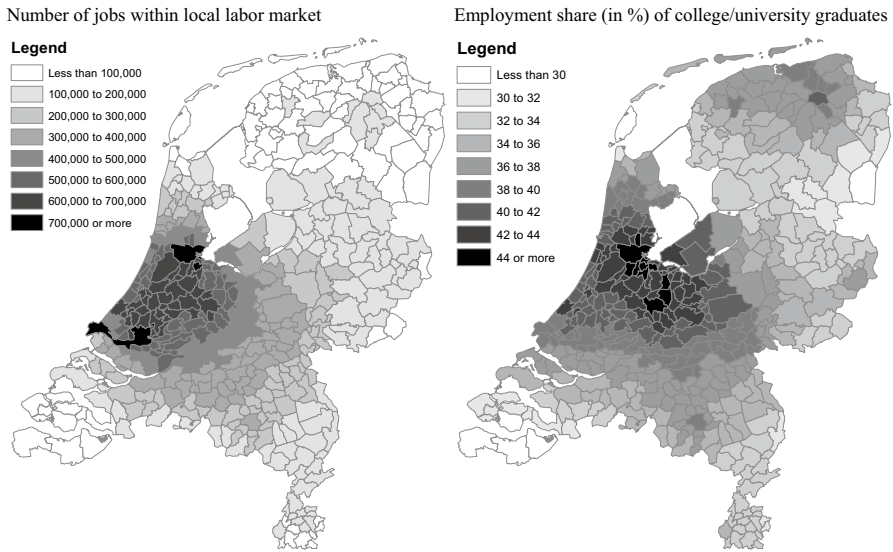 Number of jobs within local labor market
Legend
Less than 100,000
100,000 to 200,000
200,000 to 300,000
300,000 to 400,000
400,000 to 500,000
500,000 to 600,000
600,000 to 700,000
700,000 or more
Employment share (in %) of college/university graduates
Legend
Less than 30
30 to 32
32 to 34
34 to 36
36 to 38
38 to 40
40 to 42
42 to 44
44 or more